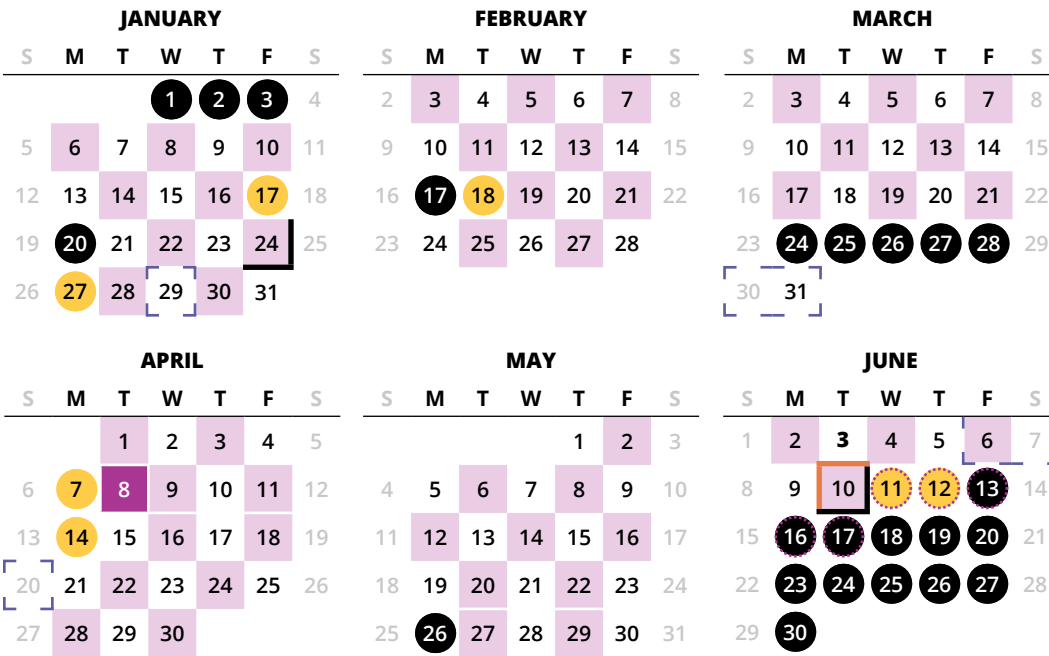 JANUARY
S M T W T F S
1 2 3 4
5 6 7 8 9 10 11
12 13 14 15 16 17 18
19 20 21 22 23 24 25
26 27 28 29 30 31
FEBRUARY
S M T W T F S
2 3 4 5 6 7 8
9 10 11 12 13 14 15
16 17 18 19 20 21 22
23 24 25 26 27 28
MARCH
S M T W T F S
2 3 4 5 6 7 8
9 10 11 12 13 14 15
16 17 18 19 20 21 22
23 24 25 26 27 28 29
30 31
APRIL
S M T W T F S
1 2 3 4 5
6 7 8 9 10 11 12
13 14 15 16 17 18 19
20 21 22 23 24 25 26
27 28 29 30
MAY
S M T W T F S
1 2 3
4 5 6 7 8 9 10
11 12 13 14 15 16 17
18 19 20 21 22 23 24
25 26 27 28 29 30 31
JUNE
S M T W T F S
1 2 3 4 5 6 7
8 9 10 11 12 13 14
15 16 17 18 19 20 21
22 23 24 25 26 27 28
29 30